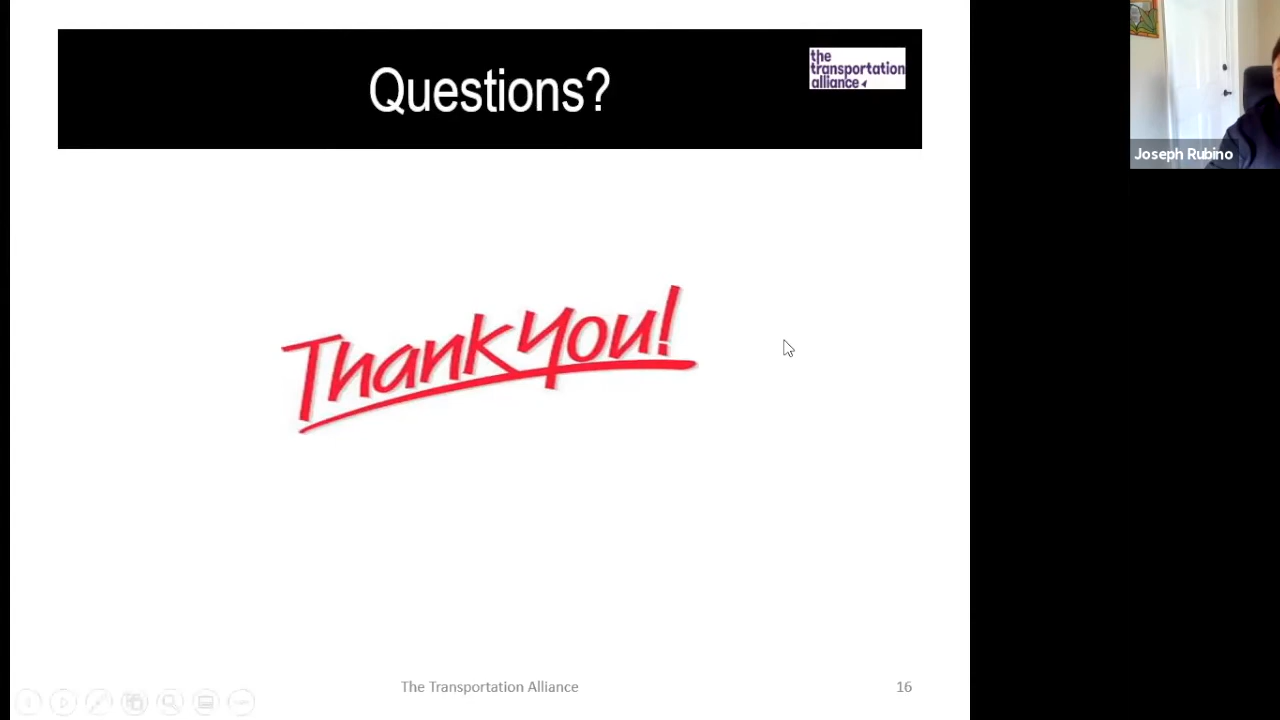 Questions?
the
transportation
alliance
Joseph Rubino
Thank you!
The Transportation Alliance
16